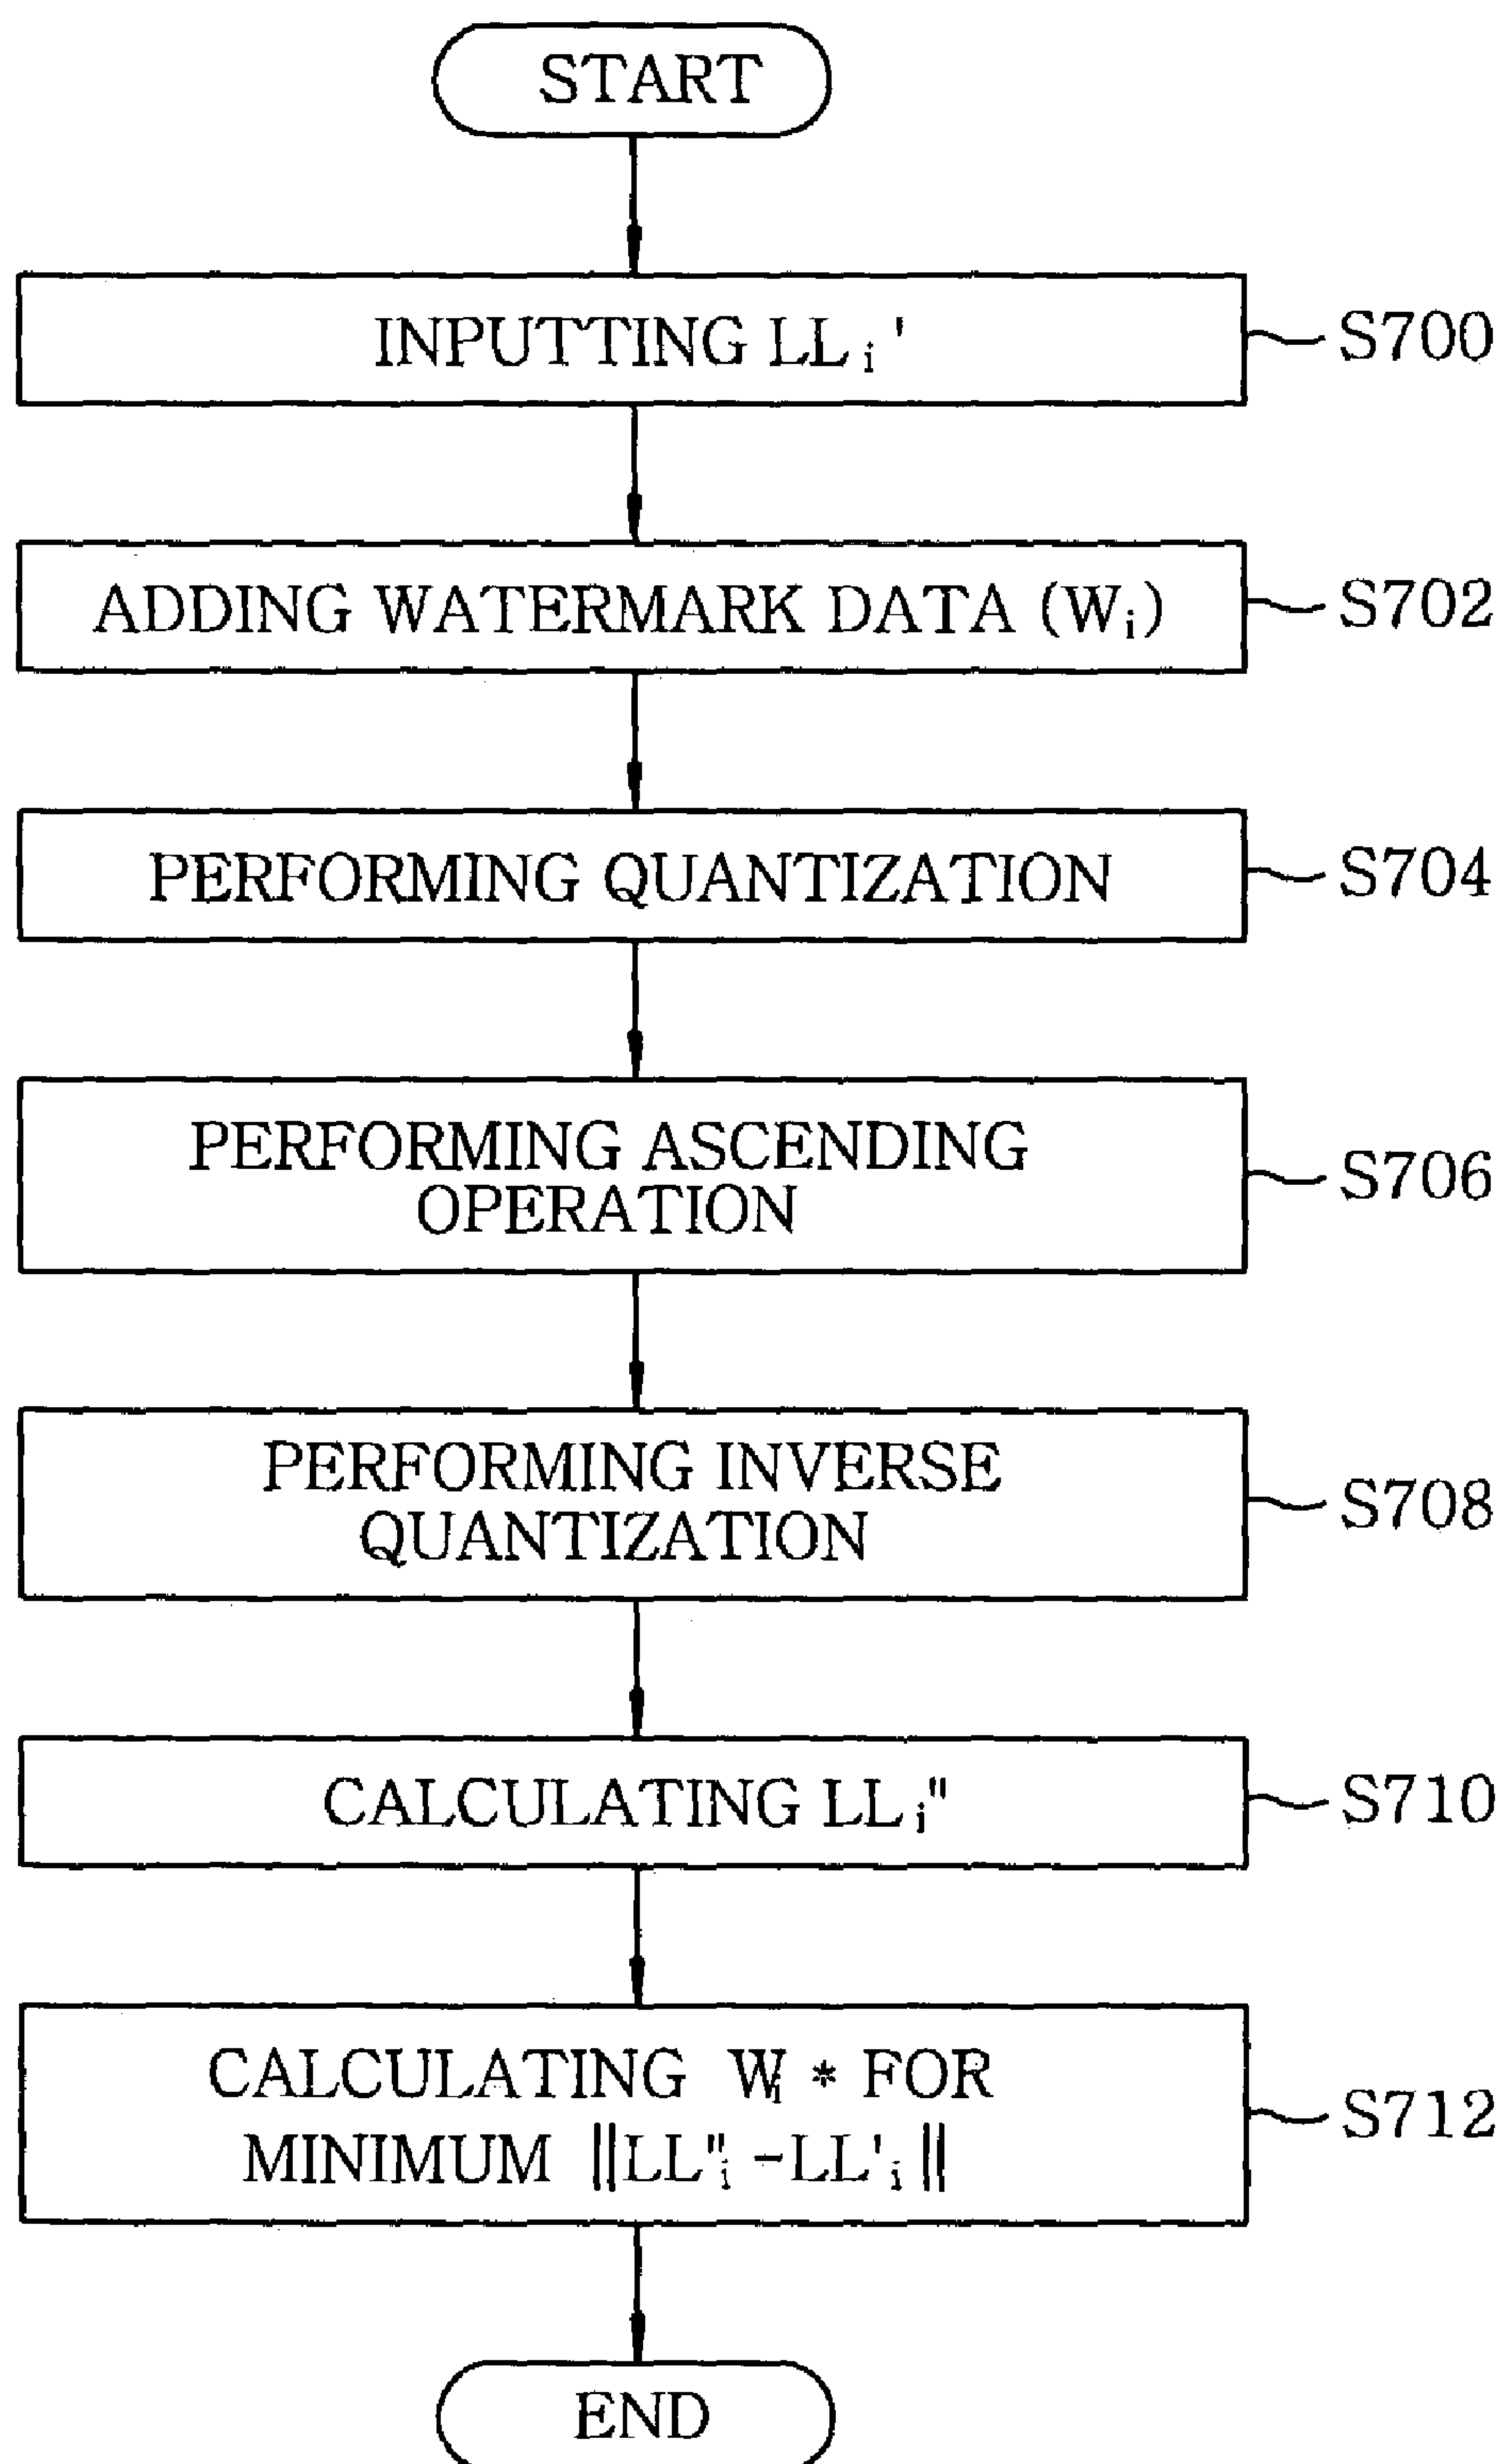 START
INPUTTING LLi'
S700
ADDING WATERMARK DATA (Wi)
S702
PERFORMING QUANTIZATION
S704
PERFORMING ASCENDING
OPERATION
S706
PERFORMING INVERSE
QUANTIZATION
S708
CALCULATING LLi"
S710
CALCULATING Wi * FOR
MINIMUM ||LL"i -LL'i||
S712
END